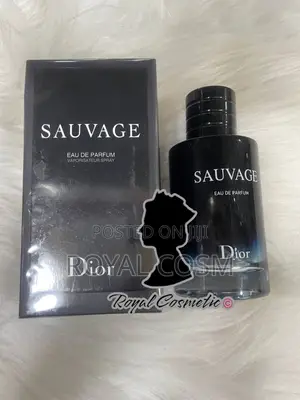 SAUVAGE
EAU DE PARFUM
VAPORISATEUR SPRAY
Dior
SAUVAGE
EAU DE PARFUM
Dior
POSTED ON JIJI
ROYAL COSM
Royal Cosmetic©